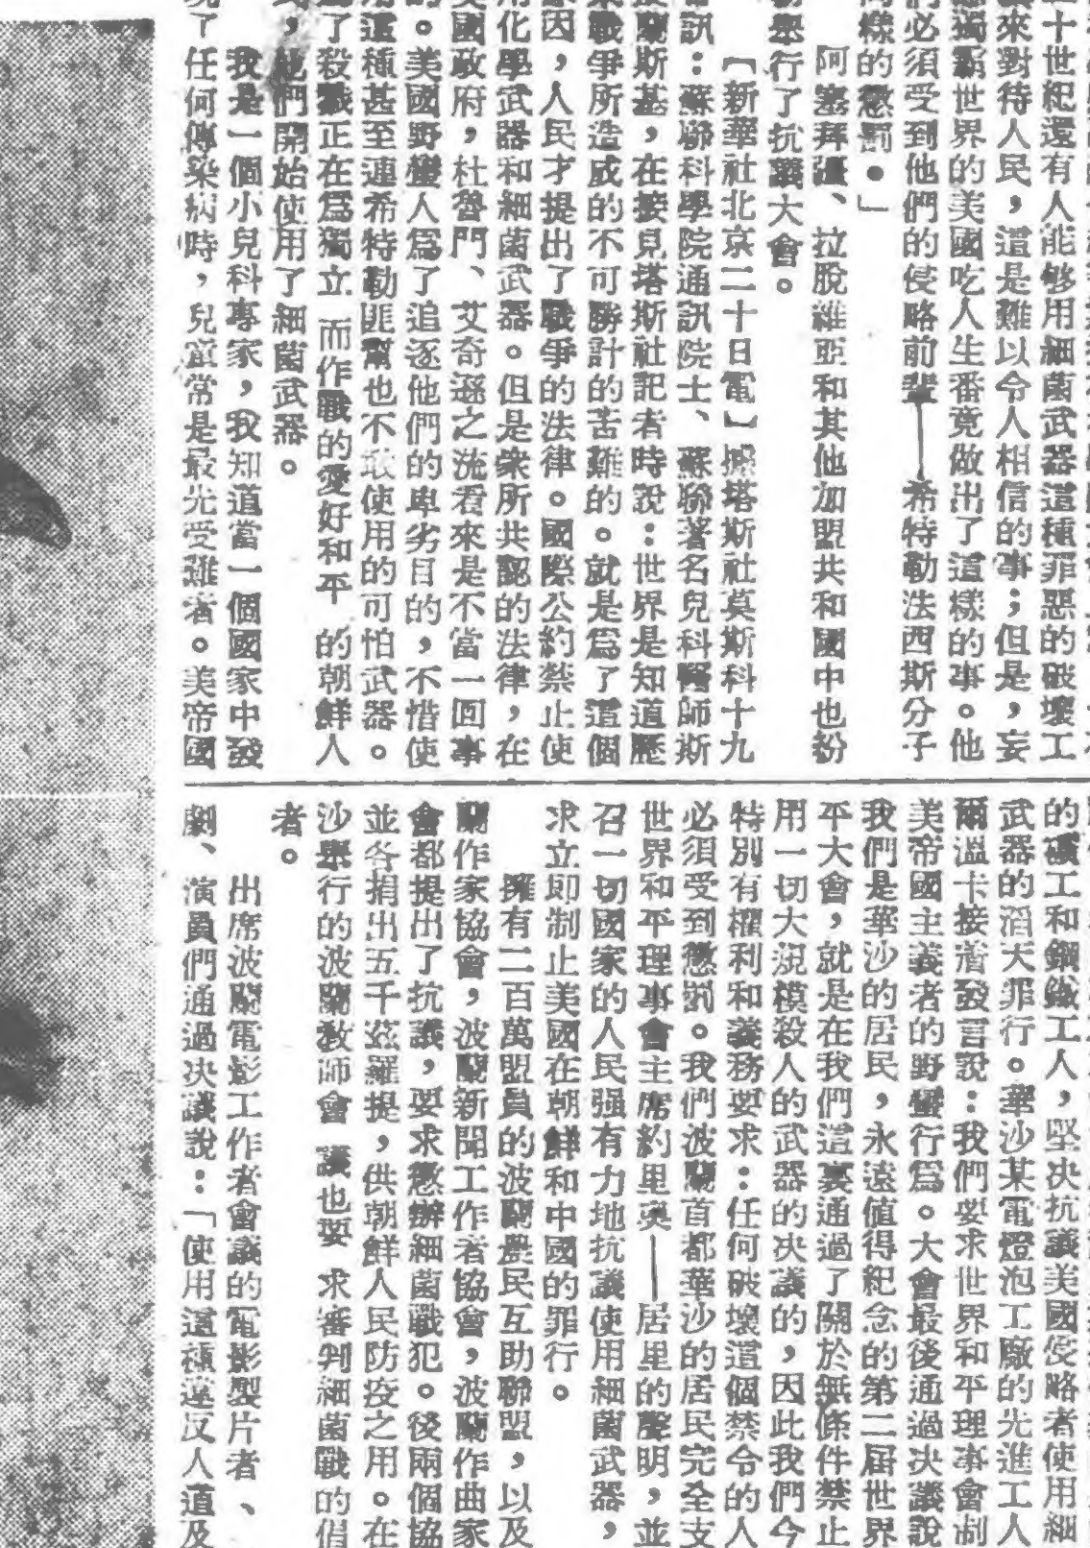 十世紀還有人能够用細菌武器這種罪惡的破壞工
來對待人民，這是難以令人相信的事；但是，妄
獨霸世界的美國吃人生番竟做出了這樣的事。他
們必須受到他們的侵略前輩——希特勒法西斯分子
同樣的懲罰。」
阿塞拜疆、拉脫維亞和其他加盟共和國中也紛
紛舉行了抗議大會。
〔新華社北京二十日電〕據塔斯社莫斯科十九
訊：蘇聯科學院通訊院士、蘇聯著名兒科醫師斯
蘭斯基，在接見塔斯社記者時說：世界是知道歷
戰爭所造成的不可勝計的苦難的。就是爲了這個
因，人民才提出了戰爭的法律。國際公約禁止使
用化學武器和細菌武器。但是衆所共認的法律，在
美國政府，杜魯門、艾奇遜之流看來是不當一回事
的。美國野蠻人爲了追逐他們的卑劣目的，不惜使
用這種甚至連希特勒匪幫也不敢使用的可怕武器。
爲了殺戮正在爲獨立而作戰的愛好和平的朝鮮人
民，他們開始使用了細菌武器。
我是一個小兒科專家，我知道當一個國家中發
現了任何傳染病時，兒童常是最先受難者。美帝國
的礦工和鋼鐵工人，堅决抗議美國侵略者使用細
武器的滔天罪行。華沙某電燈泡工廠的先進工人
爾溫卡接着發言說：我們要求世界和平理事會制
美帝國主義者的野蠻行爲。大會最後通過决議說
我們是華沙的居民，永遠值得紀念的第二屆世界
平大會，就是在我們這裏通過了關於無條件禁止
用一切大規模殺人的武器的决議的，因此我們今
特別有權利和義務要求：任何破壞這個禁令的人
必須受到懲罰。我們波蘭首都華沙的居民完全支
世界和平理事會主席約里奧——居里的聲明，並
召一切國家的人民强有力地抗議使用細菌武器，
求立即制止美國在朝鮮和中國的罪行。
擁有二百萬盟員的波蘭農民互助聯盟，以及
蘭作家協會，波蘭新聞工作者協會，波蘭作曲家
會都提出了抗議，要求懲辦細菌戰犯。後兩個協
並各捐出五千茲羅提，供朝鮮人民防疫之用。在
沙舉行的波蘭教師會議也要求審判細菌戰的倡
者。
出席波蘭電影工作者會議的電影製片者、
劇、演員們通過决議說：「使用這種違反人道及